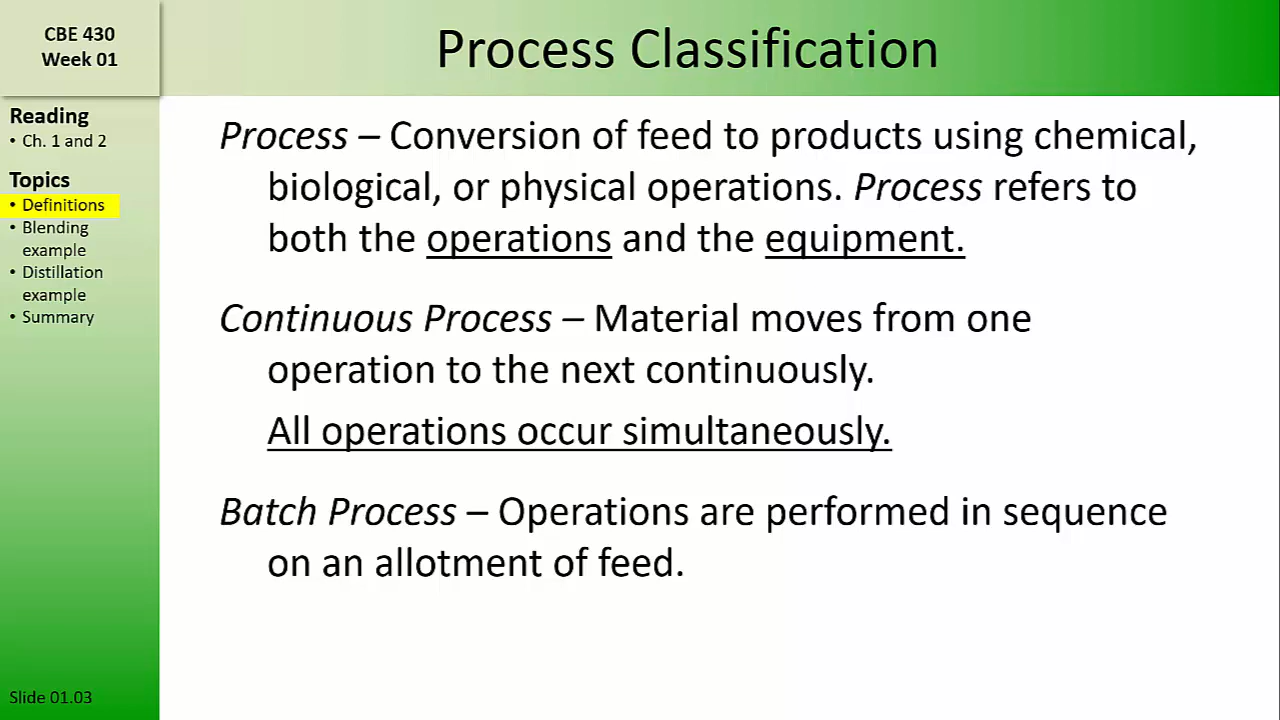 CBE 430
Week 01
Process Classification
Reading
• Ch. 1 and 2
Topics
• Definitions
• Blending
example
• Distillation
example
• Summary
Process – Conversion of feed to products using chemical,
biological, or physical operations. Process refers to
both the operations and the equipment.
Continuous Process – Material moves from one
operation to the next continuously.
All operations occur simultaneously.
Batch Process – Operations are performed in sequence
on an allotment of feed.
Slide 01.03